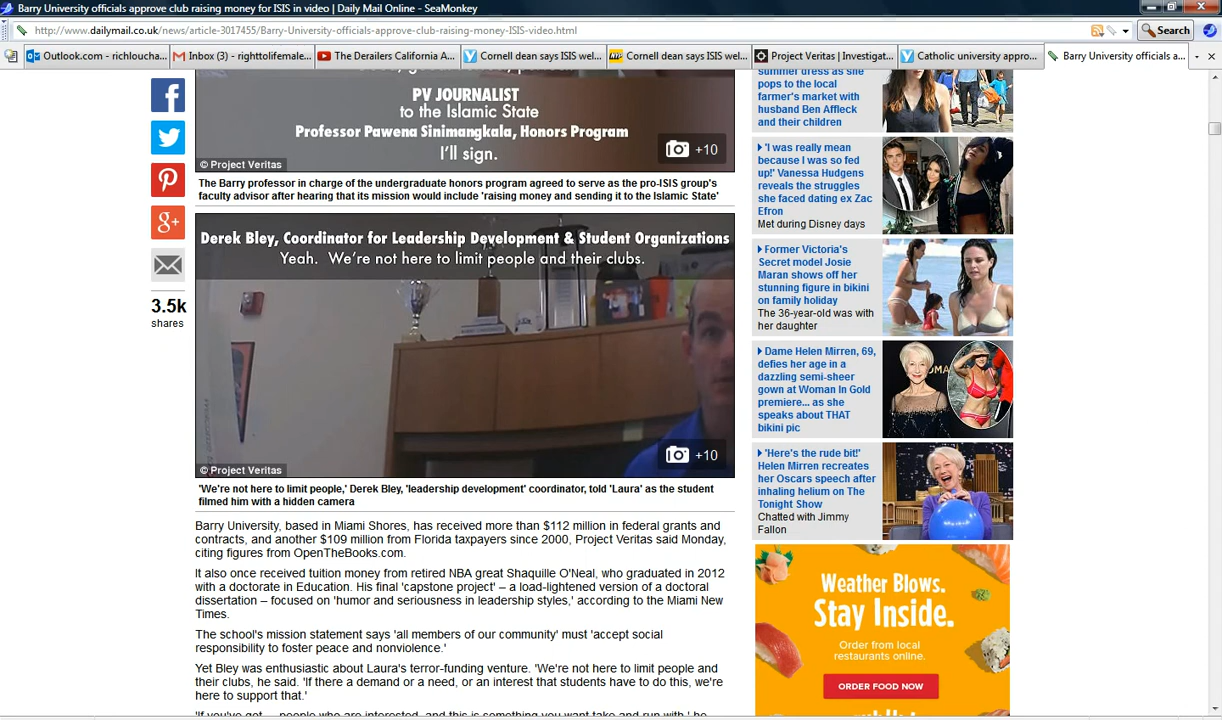 Barry University officials approve club raising money for ISIS in video | Daily Mail Online - SeaMonkey
http://www.dailymail.co.uk/news/article-3017455/Barry-University-officials-approve-club-raising-money-ISIS-video.html
Search
Outlook.com - richloucha...
Inbox (3) - righttolifemale...
The Derailers California A...
Cornell dean says ISIS wel...
Cornell dean says ISIS wel...
Project Veritas | Investigat...
Catholic university appro...
Barry University officials a...
PV JOURNALIST
to the Islamic State
Professor Pawena Sinimangkala, Honors Program
I'll sign.
+10
© Project Veritas
The Barry professor in charge of the undergraduate honors program agreed to serve as the pro-ISIS group's
faculty advisor after hearing that its mission would include 'raising money and sending it to the Islamic State'
Derek Bley, Coordinator for Leadership Development & Student Organizations
Yeah. We're not here to limit people and their clubs.
3.5k
shares
+10
© Project Veritas
'We're not here to limit people,' Derek Bley, 'leadership development' coordinator, told 'Laura' as the student
filmed him with a hidden camera
Barry University, based in Miami Shores, has received more than $112 million in federal grants and
contracts, and another $109 million from Florida taxpayers since 2000, Project Veritas said Monday,
citing figures from OpenTheBooks.com.
It also once received tuition money from retired NBA great Shaquille O'Neal, who graduated in 2012
with a doctorate in Education. His final 'capstone project' – a load-lightened version of a doctoral
dissertation – focused on 'humor and seriousness in leadership styles,' according to the Miami New
Times.
The school's mission statement says 'all members of our community' must 'accept social
responsibility to foster peace and nonviolence.'
Yet Bley was enthusiastic about Laura's terror-funding venture. 'We're not here to limit people and
their clubs, he said. 'If there a demand or a need, or an interest that students have to do this, we're
here to support that.'
'If you've got ... people who are interested, and this is something you want take and run with,' he
summer dress as she
pops to the local
farmer's market with
husband Ben Affleck
and their children
'I was really mean
because I was so fed
up!' Vanessa Hudgens
reveals the struggles
she faced dating ex Zac
Efron
Met during Disney days
Former Victoria's
Secret model Josie
Maran shows off her
stunning figure in bikini
on family holiday
The 36-year-old was with
her daughter
Dame Helen Mirren, 69,
defies her age in a
dazzling semi-sheer
gown at Woman In Gold
premiere... as she
speaks about THAT
bikini pic
'Here's the rude bit!'
Helen Mirren recreates
her Oscars speech after
inhaling helium on The
Tonight Show
Chatted with Jimmy
Fallon
Weather Blows.
Stay Inside.
Order from local
restaurants online.
ORDER FOOD NOW